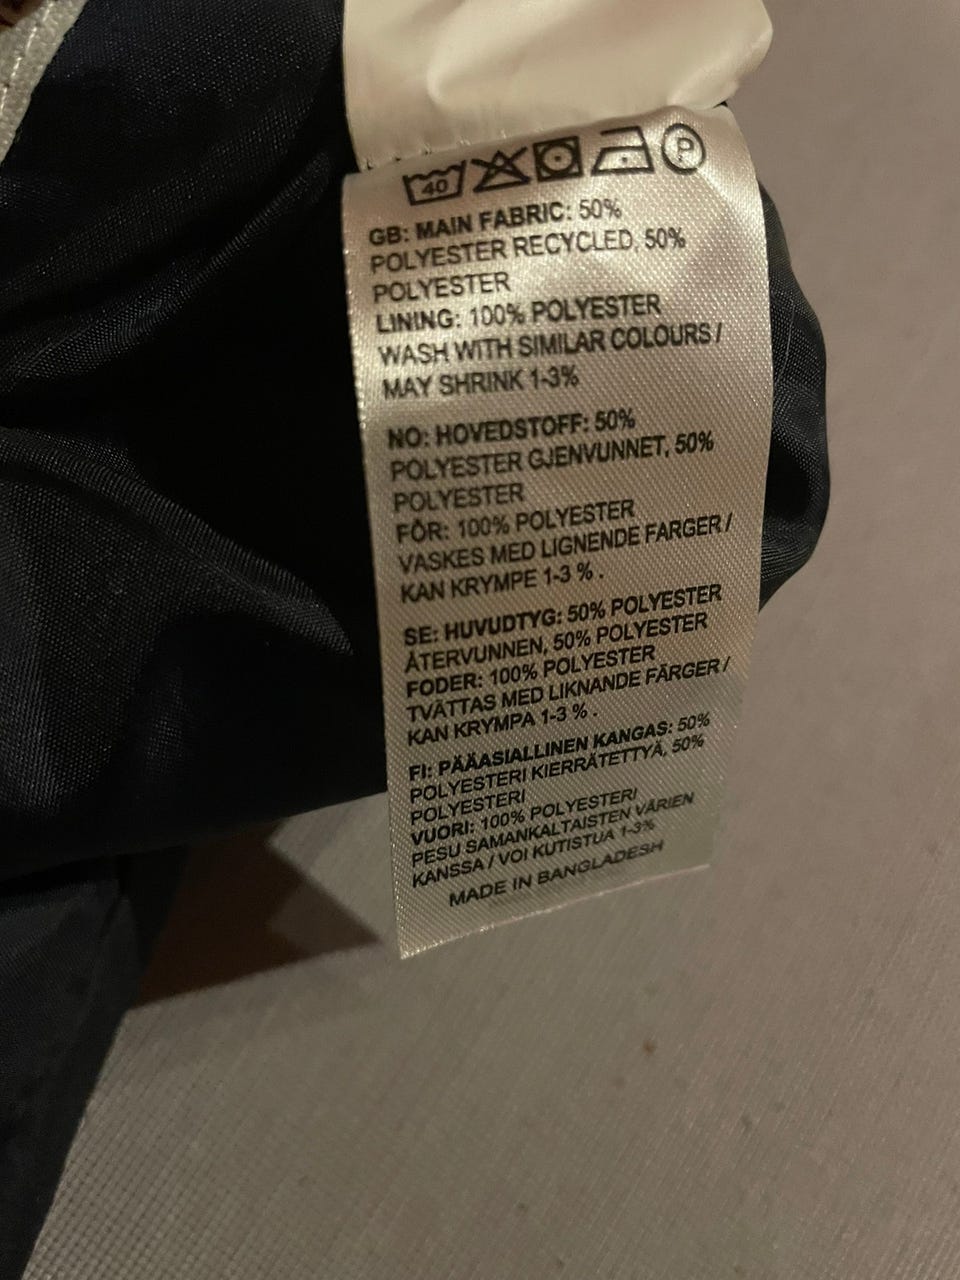 40 P
GB: MAIN FABRIC: 50%
POLYESTER RECYCLED, 50%
POLYESTER
LINING: 100% POLYESTER
WASH WITH SIMILAR COLOURS /
MAY SHRINK 1-3%
NO: HOVEDSTOFF: 50%
POLYESTER GJENVUNNET, 50%
POLYESTER
FÔR: 100% POLYESTER
VASKES MED LIGNENDE FARGER /
KAN KRYMPE 1-3 % .
SE: HUVUDTYG: 50% POLYESTER
ÅTERVUNNEN, 50% POLYESTER
FODER: 100% POLYESTER
TVÄTTAS MED LIKNANDE FÄRGER /
KAN KRYMPA 1-3 % .
FI: PÄÄASIALLINEN KANGAS: 50%
POLYESTERI KIERRÄTETTYÄ, 50%
POLYESTERI
VUORI: 100% POLYESTERI
PESU SAMANKALTAISTEN VÄRIEN
KANSSA / VOI KUTISTUA 1-3%
MADE IN BANGLADESH